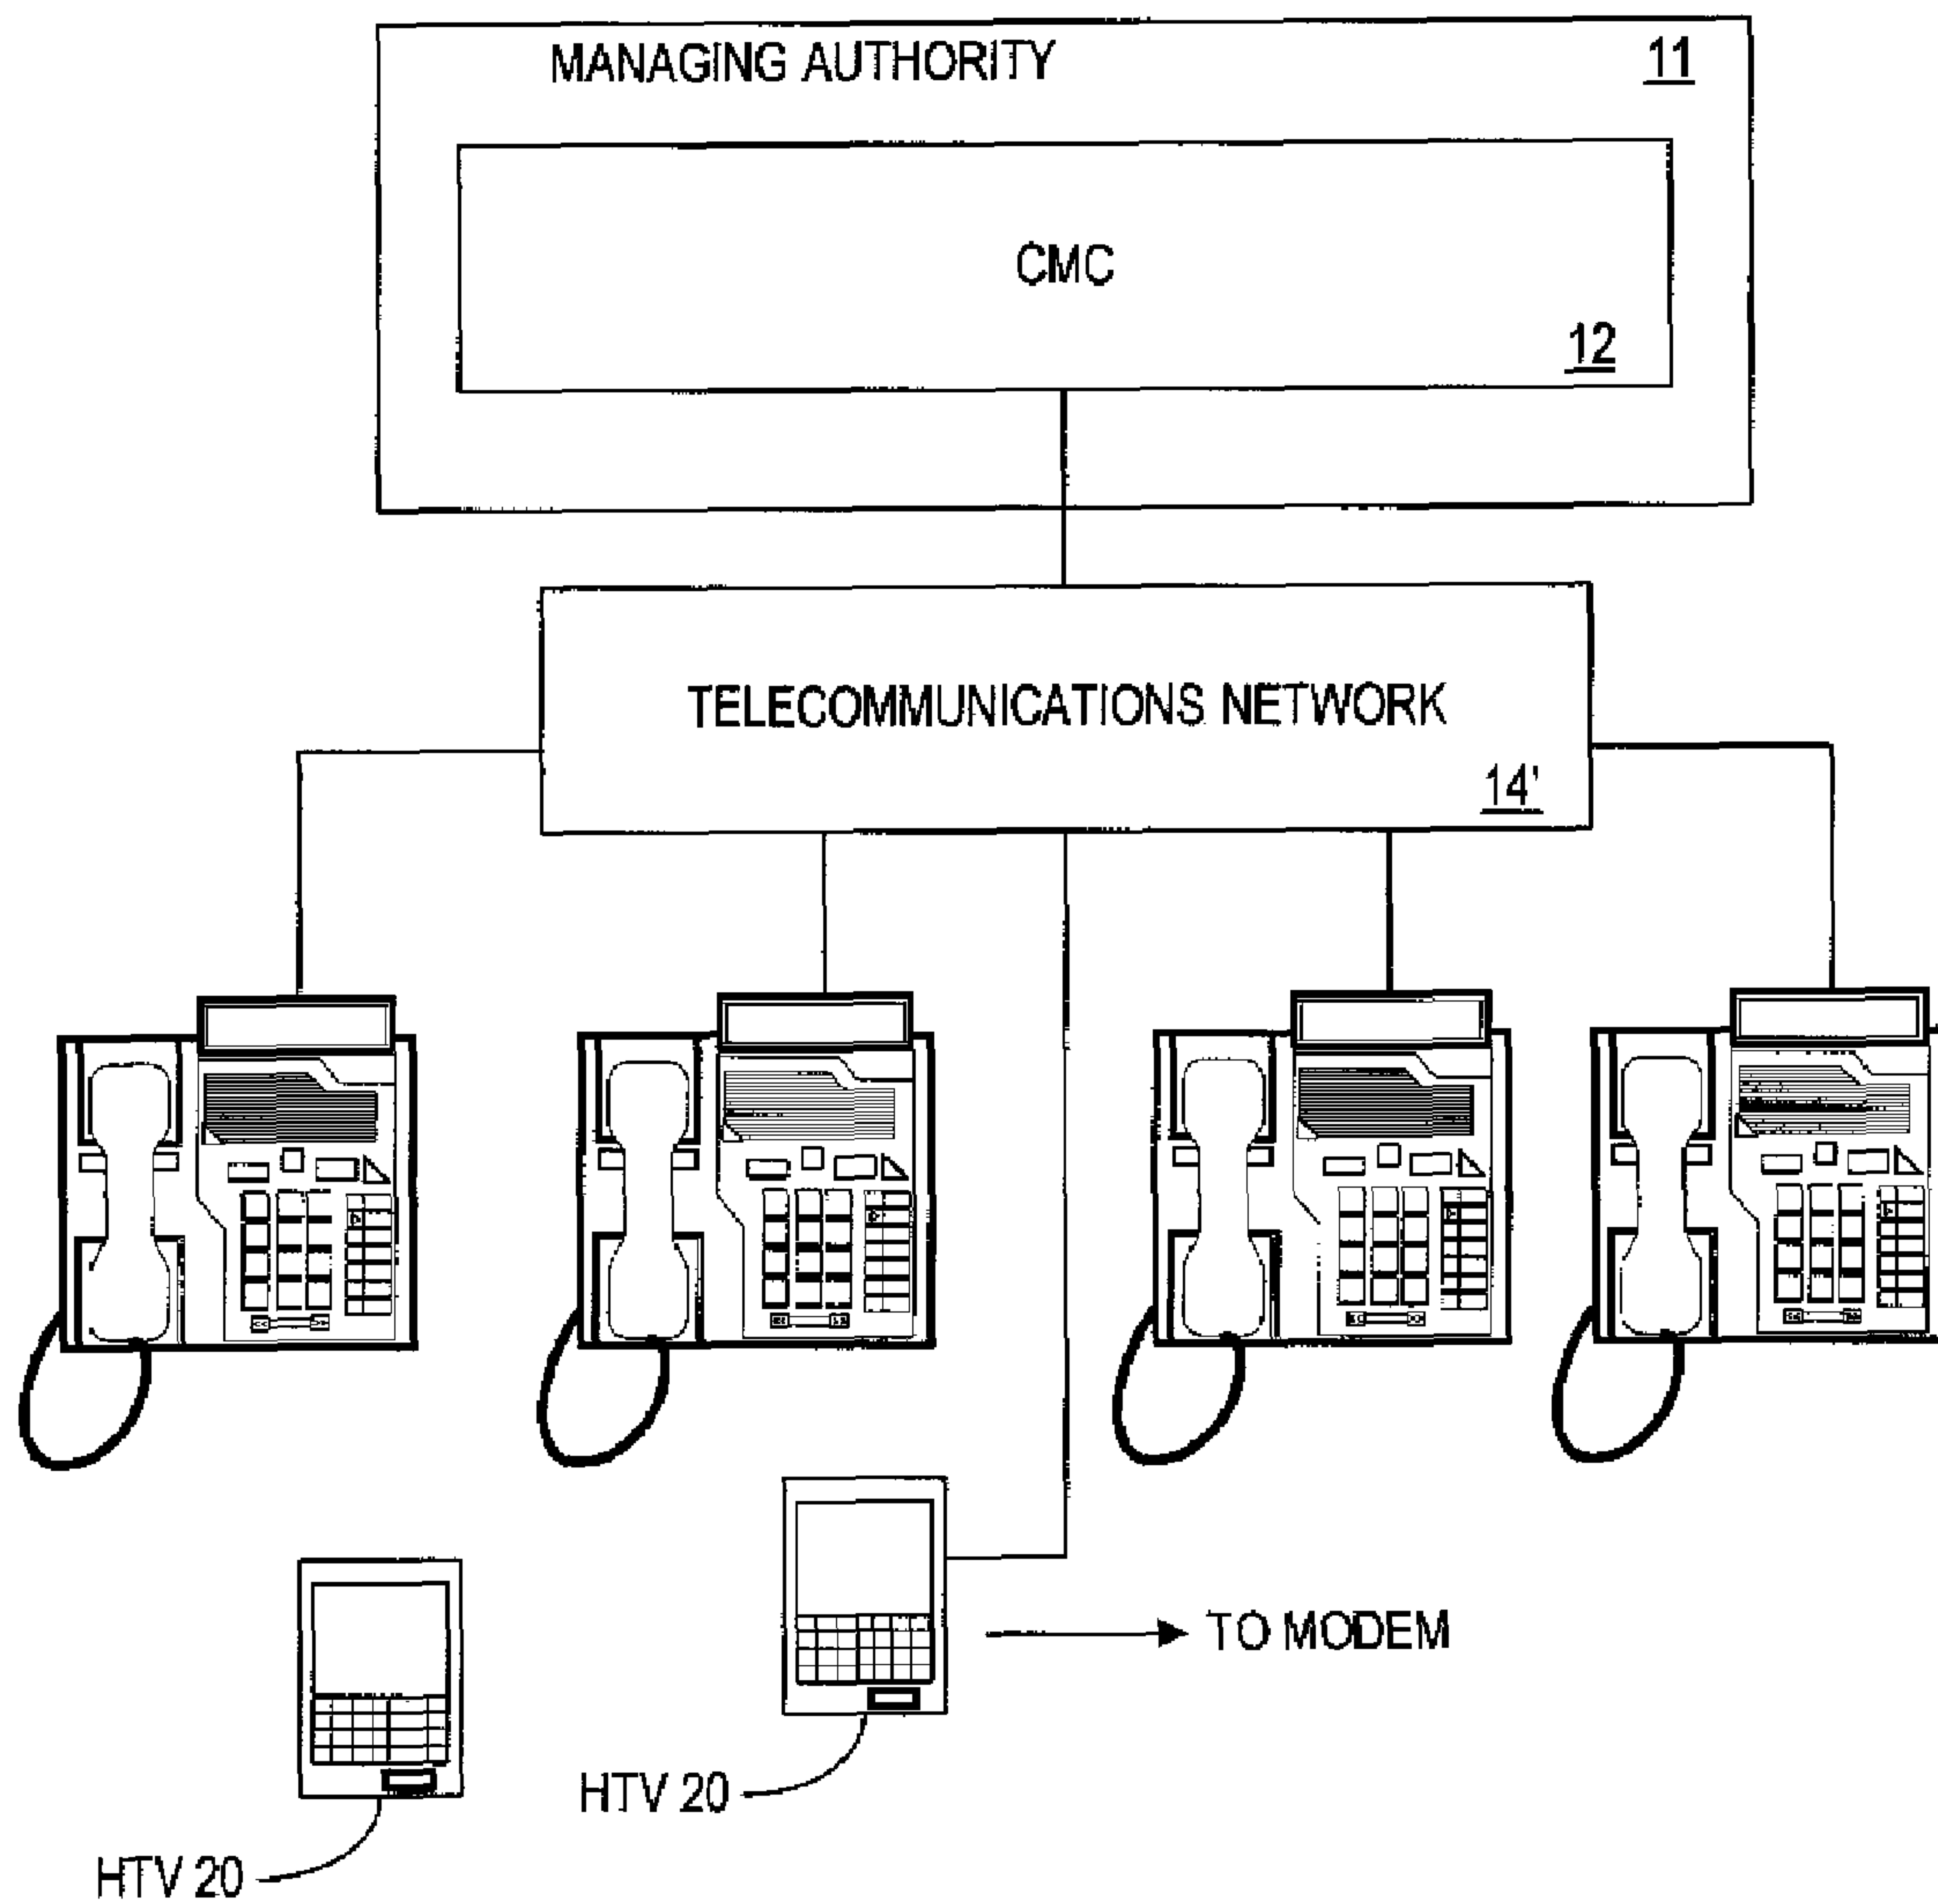 MANAGING AUTHORITY
11
CMC
12
TELECOMMUNICATIONS NETWORK
14'
TO MODEM
HTV 20
HTV 20